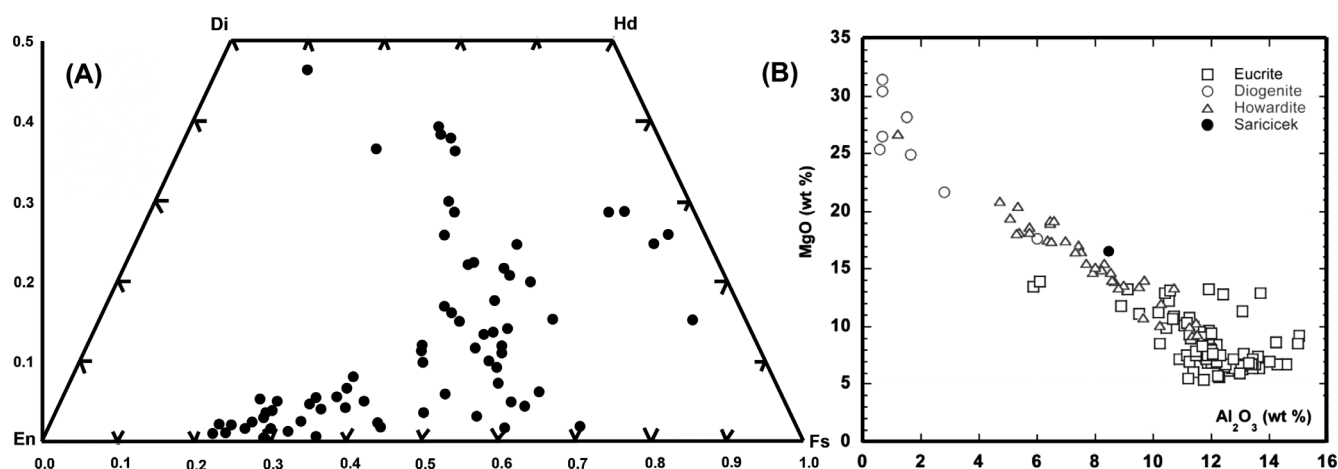 Di
Hd
0.5
(A)
0.4
0.3
0.2
0.1
En
Fs
0.0
0.1
0.2
0.3
0.4
0.5
0.6
0.7
0.8
0.9
1.0
35
(B)
Eucrite
Diogenite
Howardite
Saricicek
30
25
20
15
10
5
0
MgO (wt %)
Al2O3 (wt %)
0
2
4
6
8
10
12
14
16